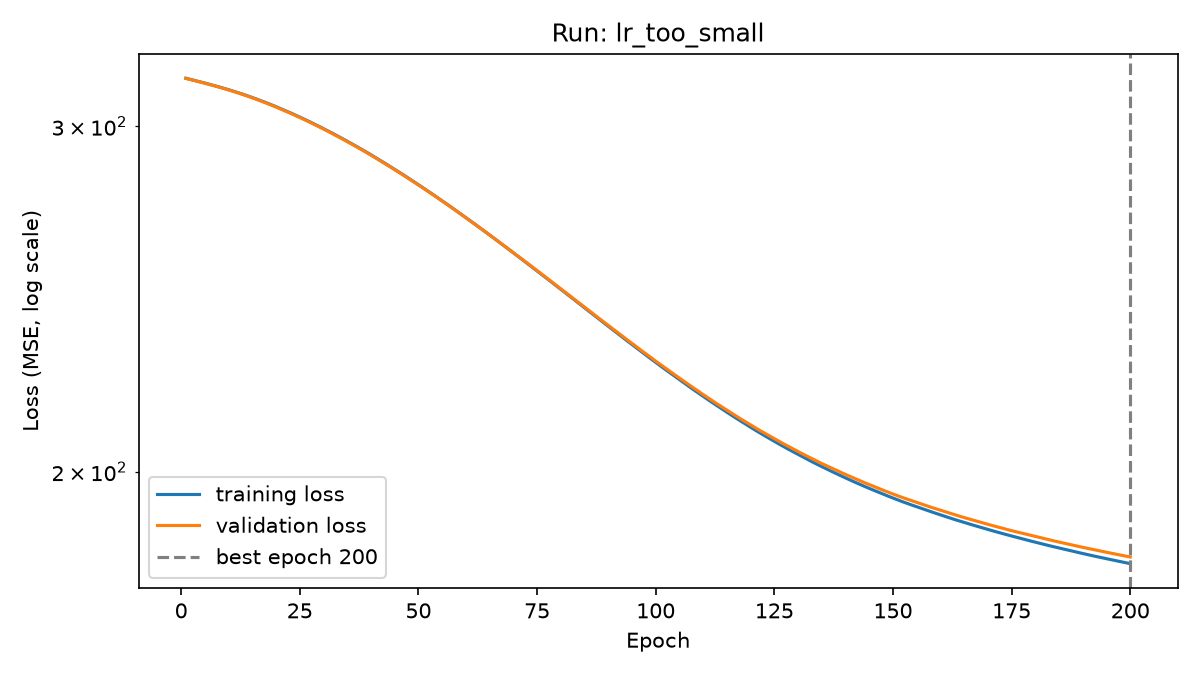 Run: lr_too_small
Loss (MSE, log scale)
3 × 10²
2 × 10²
training loss
validation loss
best epoch 200
0 25 50 75 100 125 150 175 200
Epoch